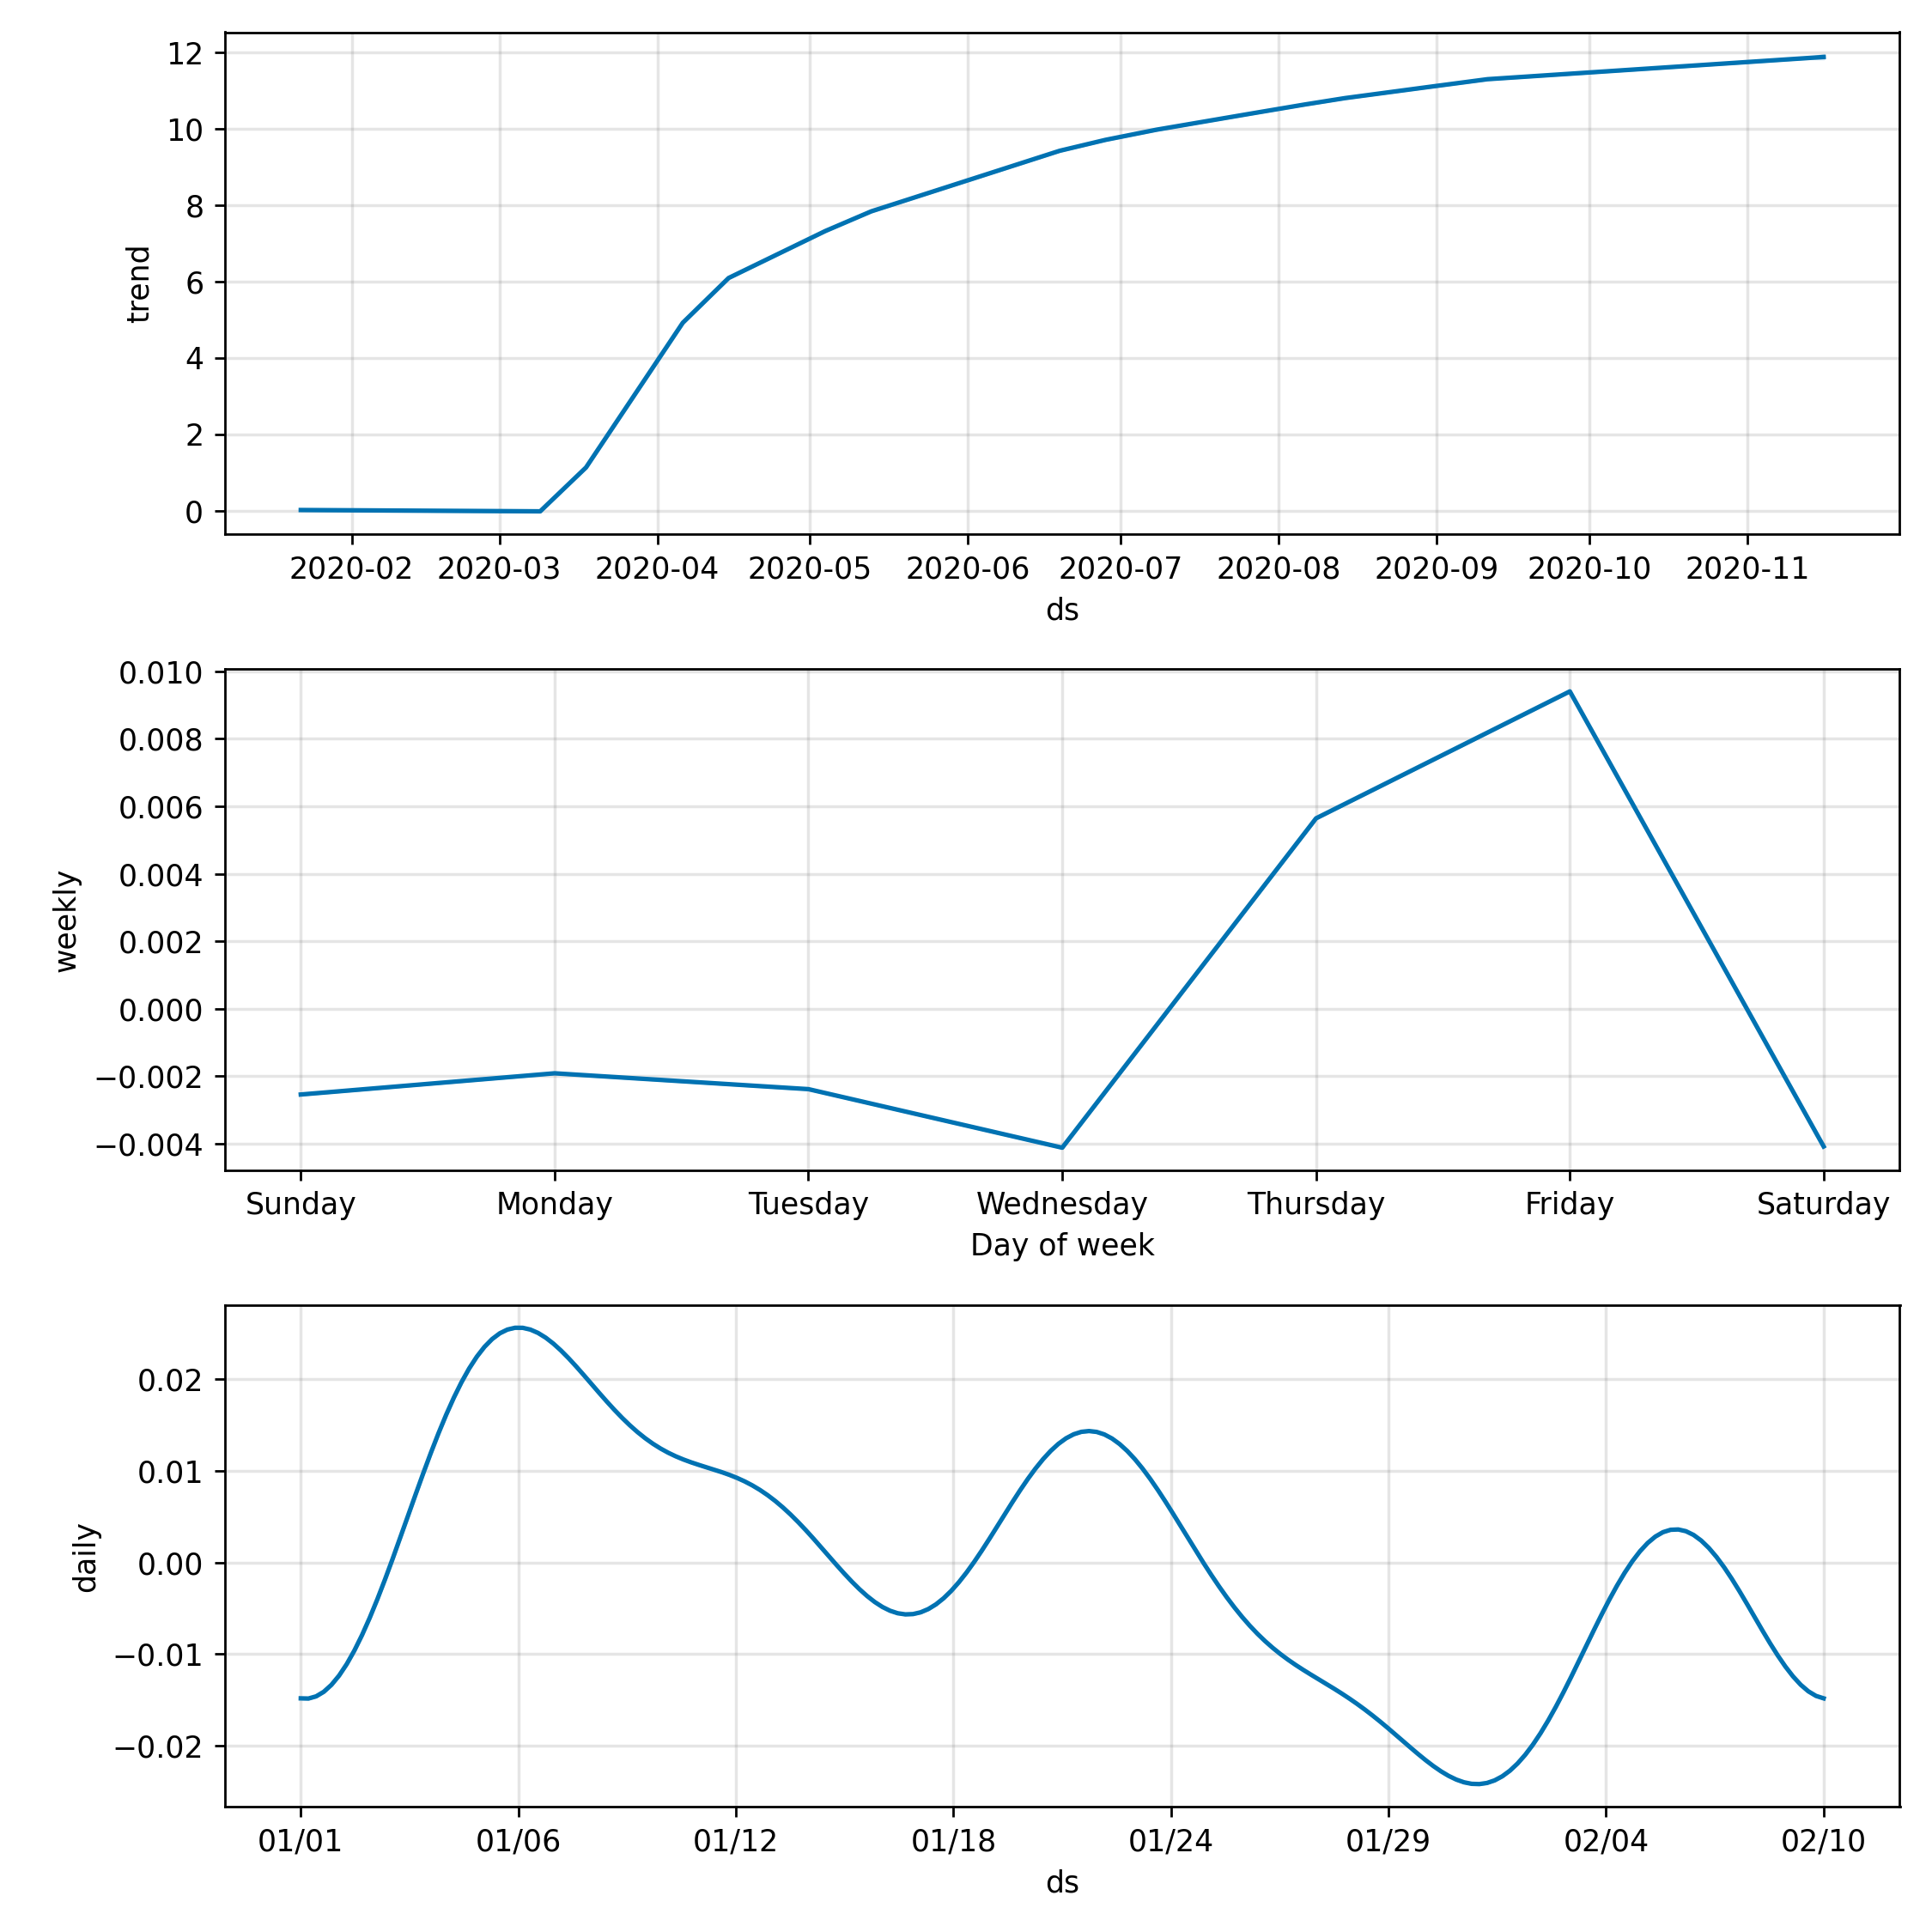 12
10
8
6
4
2
0
trend
2020-02 2020-03 2020-04 2020-05 2020-06 2020-07 2020-08 2020-09 2020-10 2020-11
ds
0.010
0.008
0.006
0.004
0.002
0.000
−0.002
−0.004
weekly
Sunday Monday Tuesday Wednesday Thursday Friday Saturday
Day of week
0.02
0.01
0.00
−0.01
−0.02
daily
01/01 01/06 01/12 01/18 01/24 01/29 02/04 02/10
ds